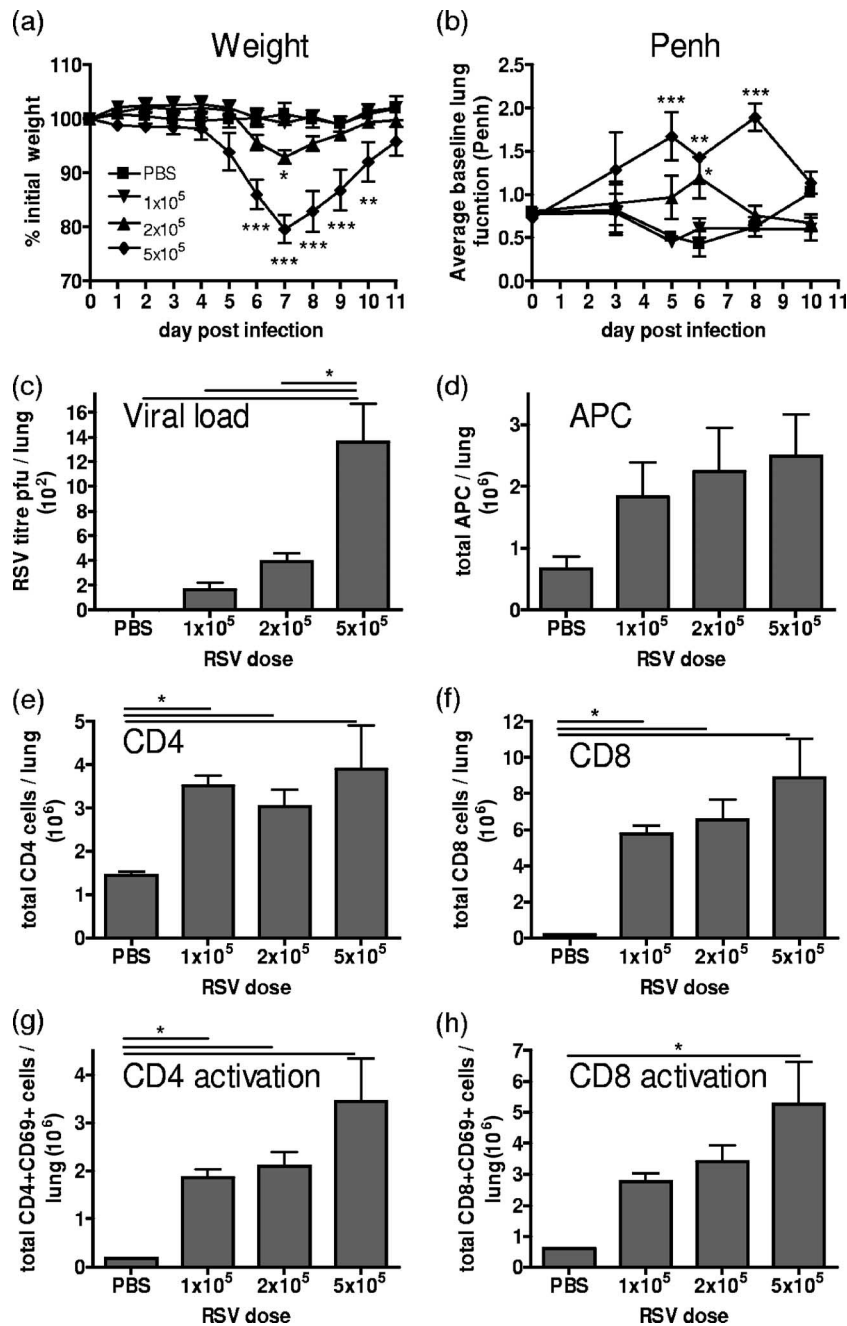 (a)
Weight
110
100
90
80
70
% initial weight
PBS
1x10⁵
2x10⁵
5x10⁵
*
***
***
***
***
**
0 1 2 3 4 5 6 7 8 9 10 11
day post infection
(b)
Penh
2.5
2.0
1.5
1.0
0.5
0.0
Average baseline lung
fucntion (Penh)
***
**
*
***
0 1 2 3 4 5 6 7 8 9 10 11
day post infection
(c)
Viral load
*
16
14
12
10
8
6
4
2
0
RSV titre pfu / lung
(10²)
PBS 1x10⁵ 2x10⁵ 5x10⁵
RSV dose
(d)
APC
3
2
1
0
total APC / lung
(10⁶)
PBS 1x10⁵ 2x10⁵ 5x10⁵
RSV dose
(e)
CD4
*
5
4
3
2
1
0
total CD4 cells / lung
(10⁶)
PBS 1x10⁵ 2x10⁵ 5x10⁵
RSV dose
(f)
CD8
*
12
10
8
6
4
2
0
total CD8 cells / lung
(10⁶)
PBS 1x10⁵ 2x10⁵ 5x10⁵
RSV dose
(g)
CD4 activation
*
4
3
2
1
0
total CD4+CD69+ cells /
lung (10⁶)
PBS 1x10⁵ 2x10⁵ 5x10⁵
RSV dose
(h)
CD8 activation
*
7
6
5
4
3
2
1
0
total CD8+CD69+ cells /
lung(10⁶)
PBS 1x10⁵ 2x10⁵ 5x10⁵
RSV dose